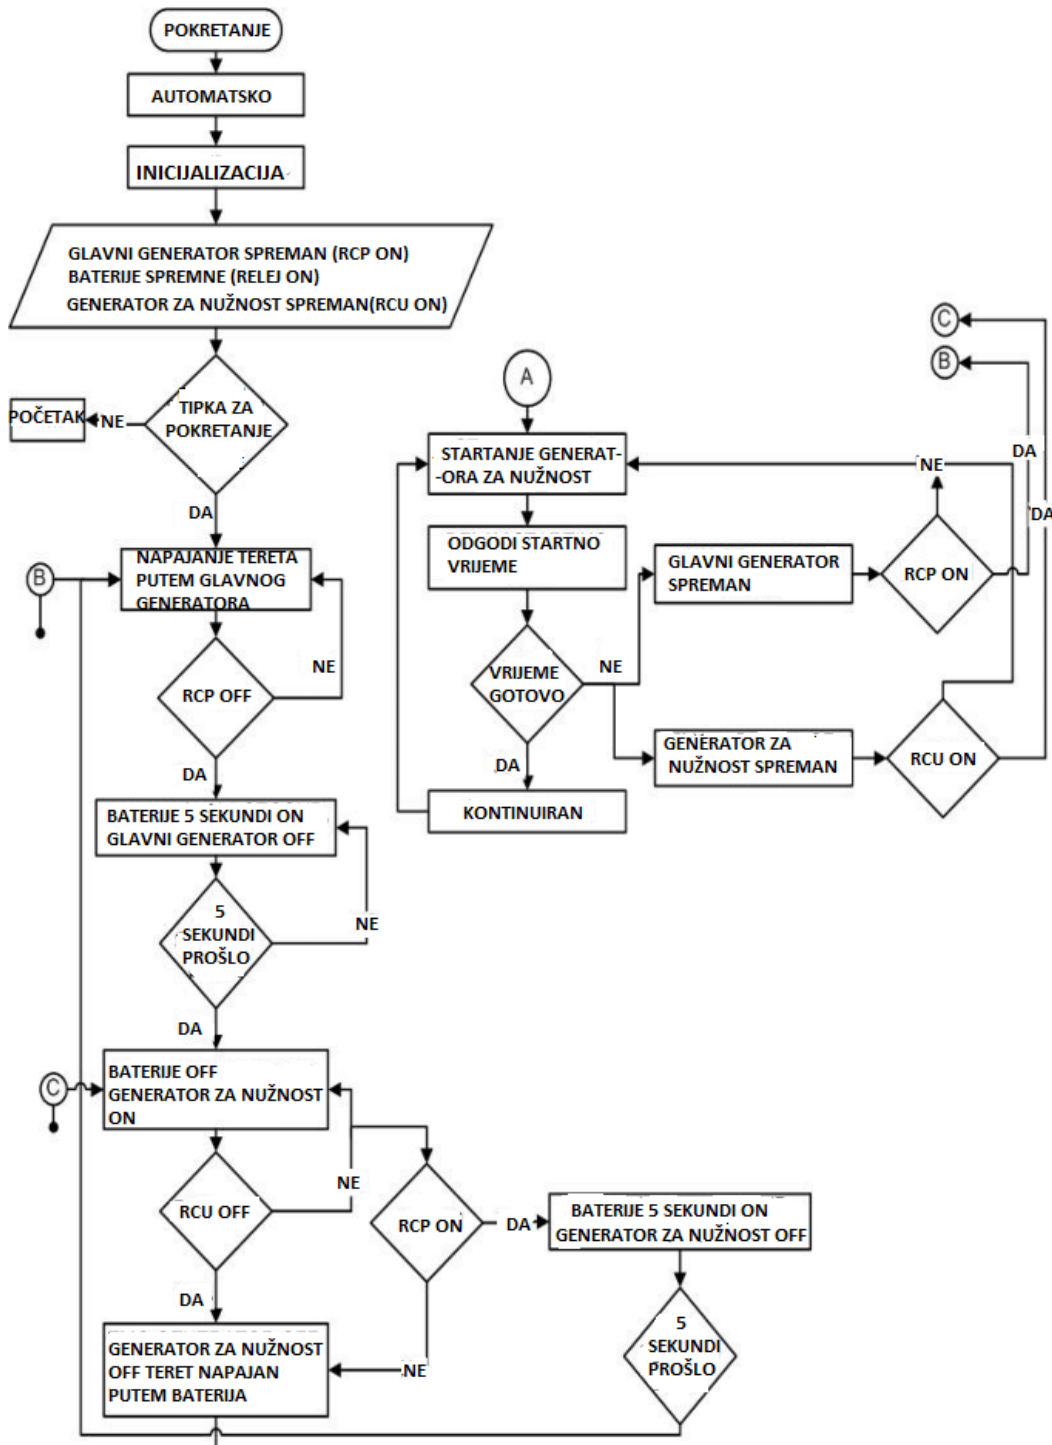 POKRETANJE
AUTOMATSKO
INICIJALIZACIJA
GLAVNI GENERATOR SPREMAN (RCP ON)
BATERIJE SPREMNE (RELEJ ON)
GENERATOR ZA NUŽNOST SPREMAN(RCU ON)
TIPKA ZA
POKRETANJE
NE
POČETAK
DA
B
NAPAJANJE TERETA
PUTEM GLAVNOG
GENERATORA
RCP OFF
NE
DA
BATERIJE 5 SEKUNDI ON
GLAVNI GENERATOR OFF
5
SEKUNDI
PROŠLO
NE
DA
C
BATERIJE OFF
GENERATOR ZA NUŽNOST
ON
RCU OFF
NE
DA
RCP ON
DA
NE
GENERATOR ZA NUŽNOST
OFF TERET NAPAJAN
PUTEM BATERIJA
BATERIJE 5 SEKUNDI ON
GENERATOR ZA NUŽNOST OFF
5
SEKUNDI
PROŠLO
A
STARTANJE GENERAT-
-ORA ZA NUŽNOST
ODGODI STARTNO
VRIJEME
VRIJEME
GOTOVO
NE
DA
KONTINUIRAN
GLAVNI GENERATOR
SPREMAN
RCP ON
NE
DA
GENERATOR ZA
NUŽNOST SPREMAN
RCU ON
DA
C
B